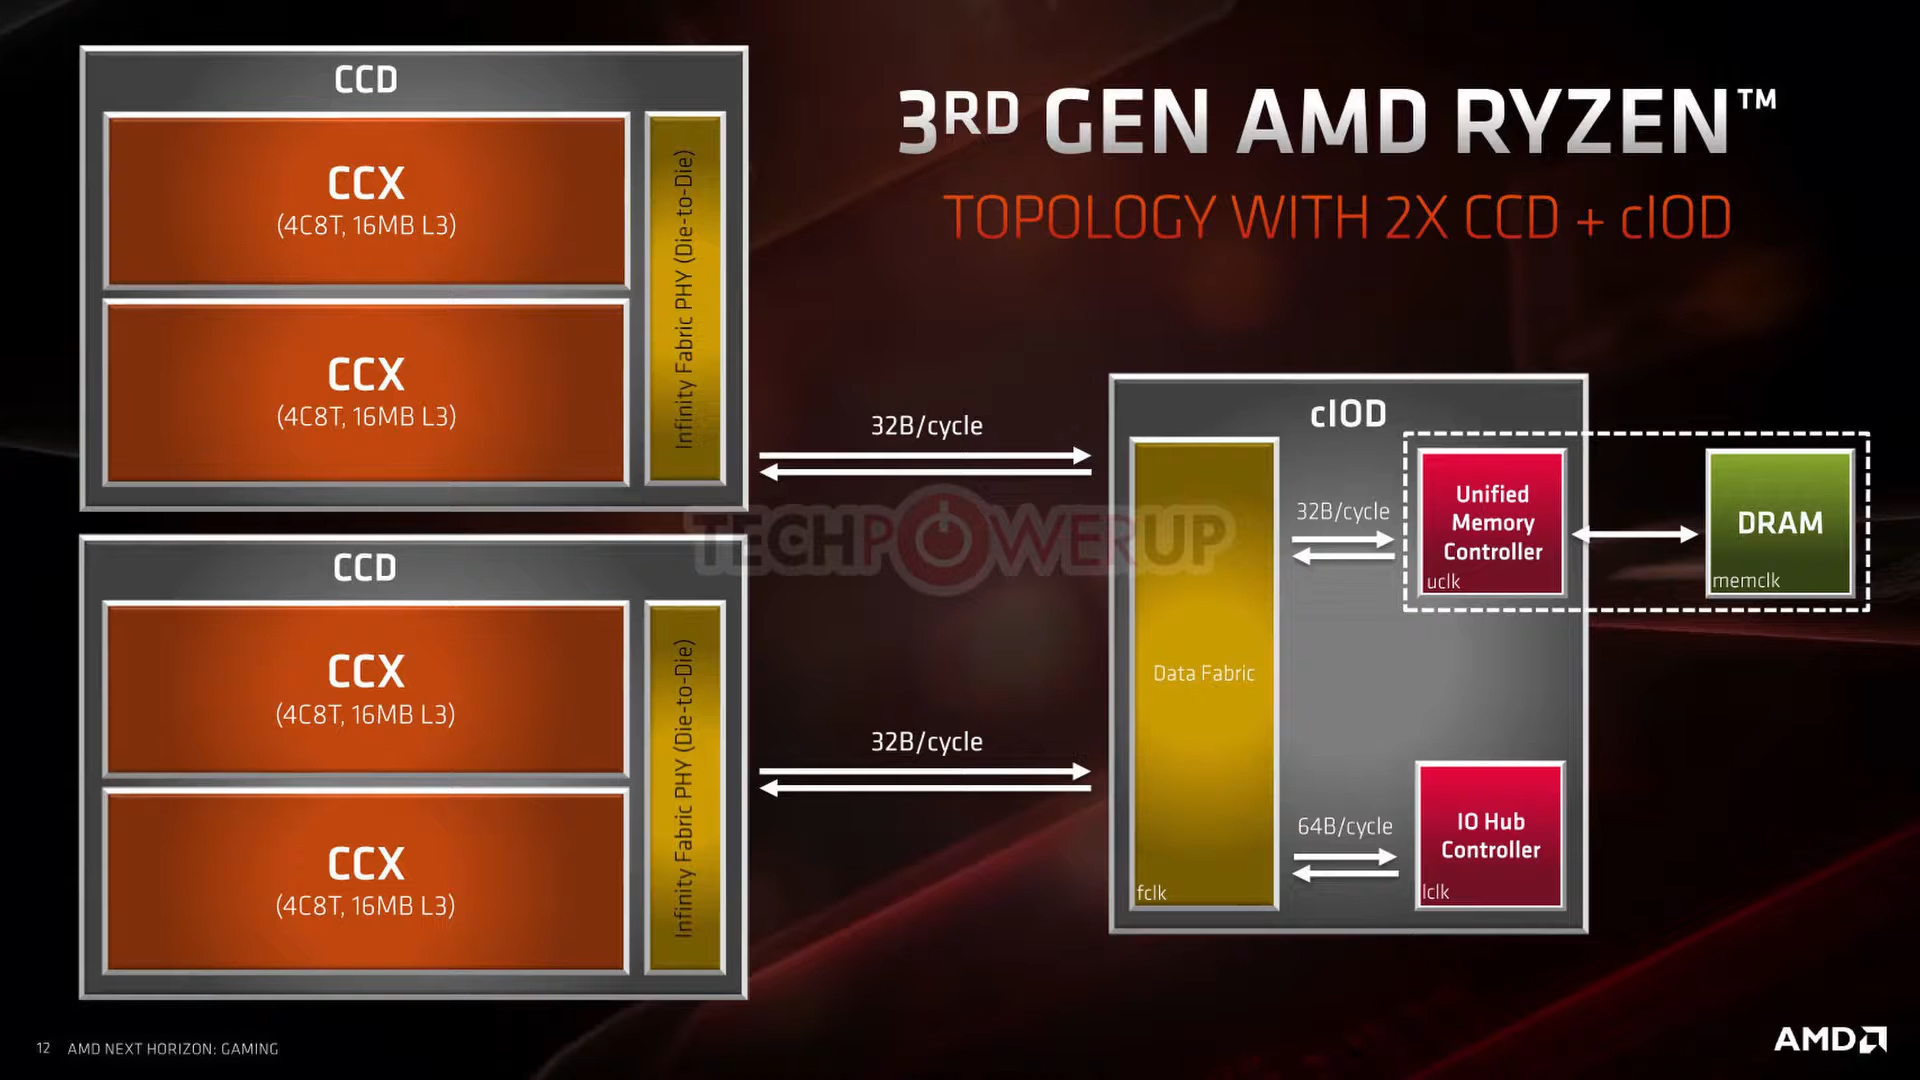 3RD GEN AMD RYZEN™
TOPOLOGY WITH 2X CCD + cIOD
CCD
CCX
(4C8T, 16MB L3)
CCX
(4C8T, 16MB L3)
Infinity Fabric PHY (Die-to-Die)
32B/cycle
CCD
CCX
(4C8T, 16MB L3)
CCX
(4C8T, 16MB L3)
Infinity Fabric PHY (Die-to-Die)
32B/cycle
cIOD
Data Fabric
fclk
32B/cycle
Unified
Memory
Controller
uclk
DRAM
memclk
64B/cycle
IO Hub
Controller
lclk
TECHPOWERUP
12 AMD NEXT HORIZON: GAMING
AMD